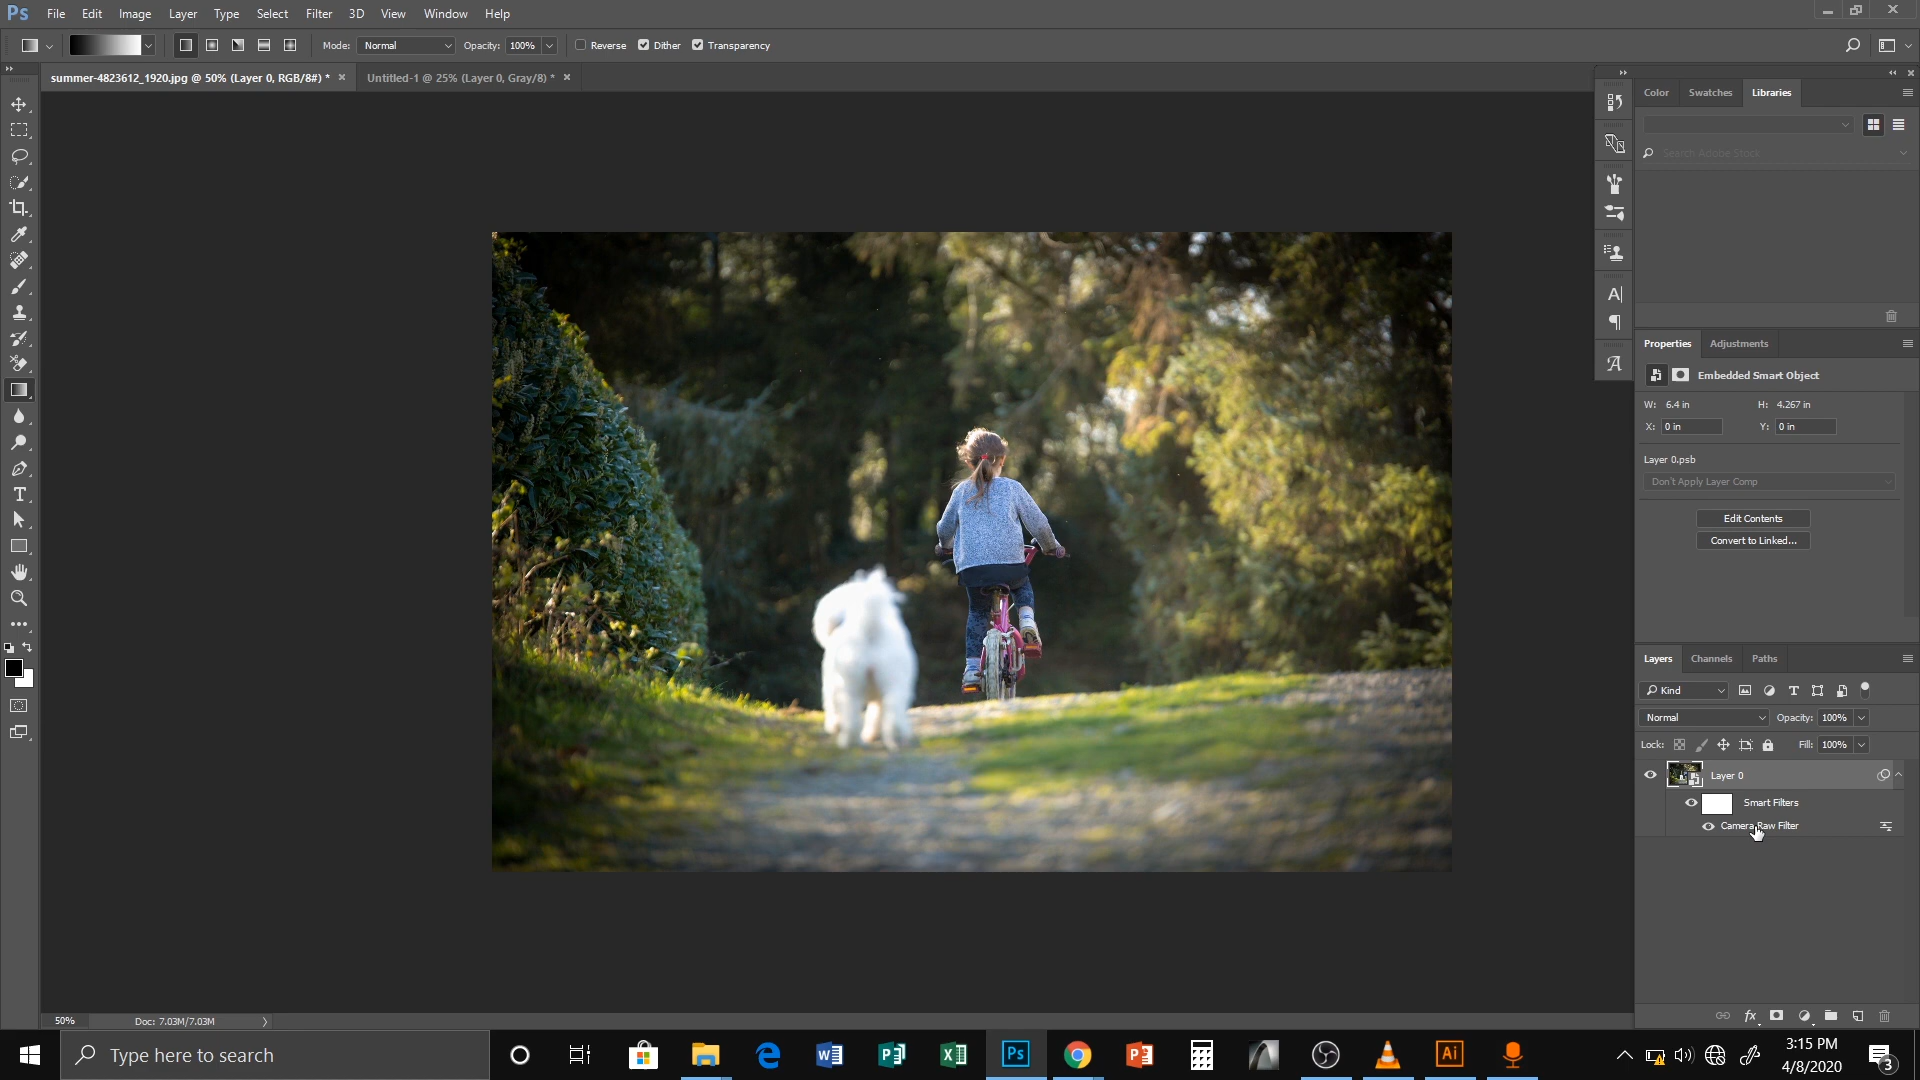 Ps File Edit Image Layer Type Select Filter 3D View Window Help
Mode: Normal Opacity: 100% Reverse Dither Transparency
summer-4823612_1920.jpg @ 50% (Layer 0, RGB/8#) * × Untitled-1 @ 25% (Layer 0, Gray/8) * ×
Color Swatches Libraries
Search Adobe Stock
Properties Adjustments
Embedded Smart Object
W: 6.4 in H: 4.267 in
X: 0 in Y: 0 in
Layer 0.psb
Don't Apply Layer Comp
Edit Contents
Convert to Linked...
Layers Channels Paths
Kind
Normal Opacity: 100%
Lock: Fill: 100%
Layer 0
Smart Filters
Camera Raw Filter
50% Doc: 7.03M/7.03M
Type here to search
3:15 PM
4/8/2020
3